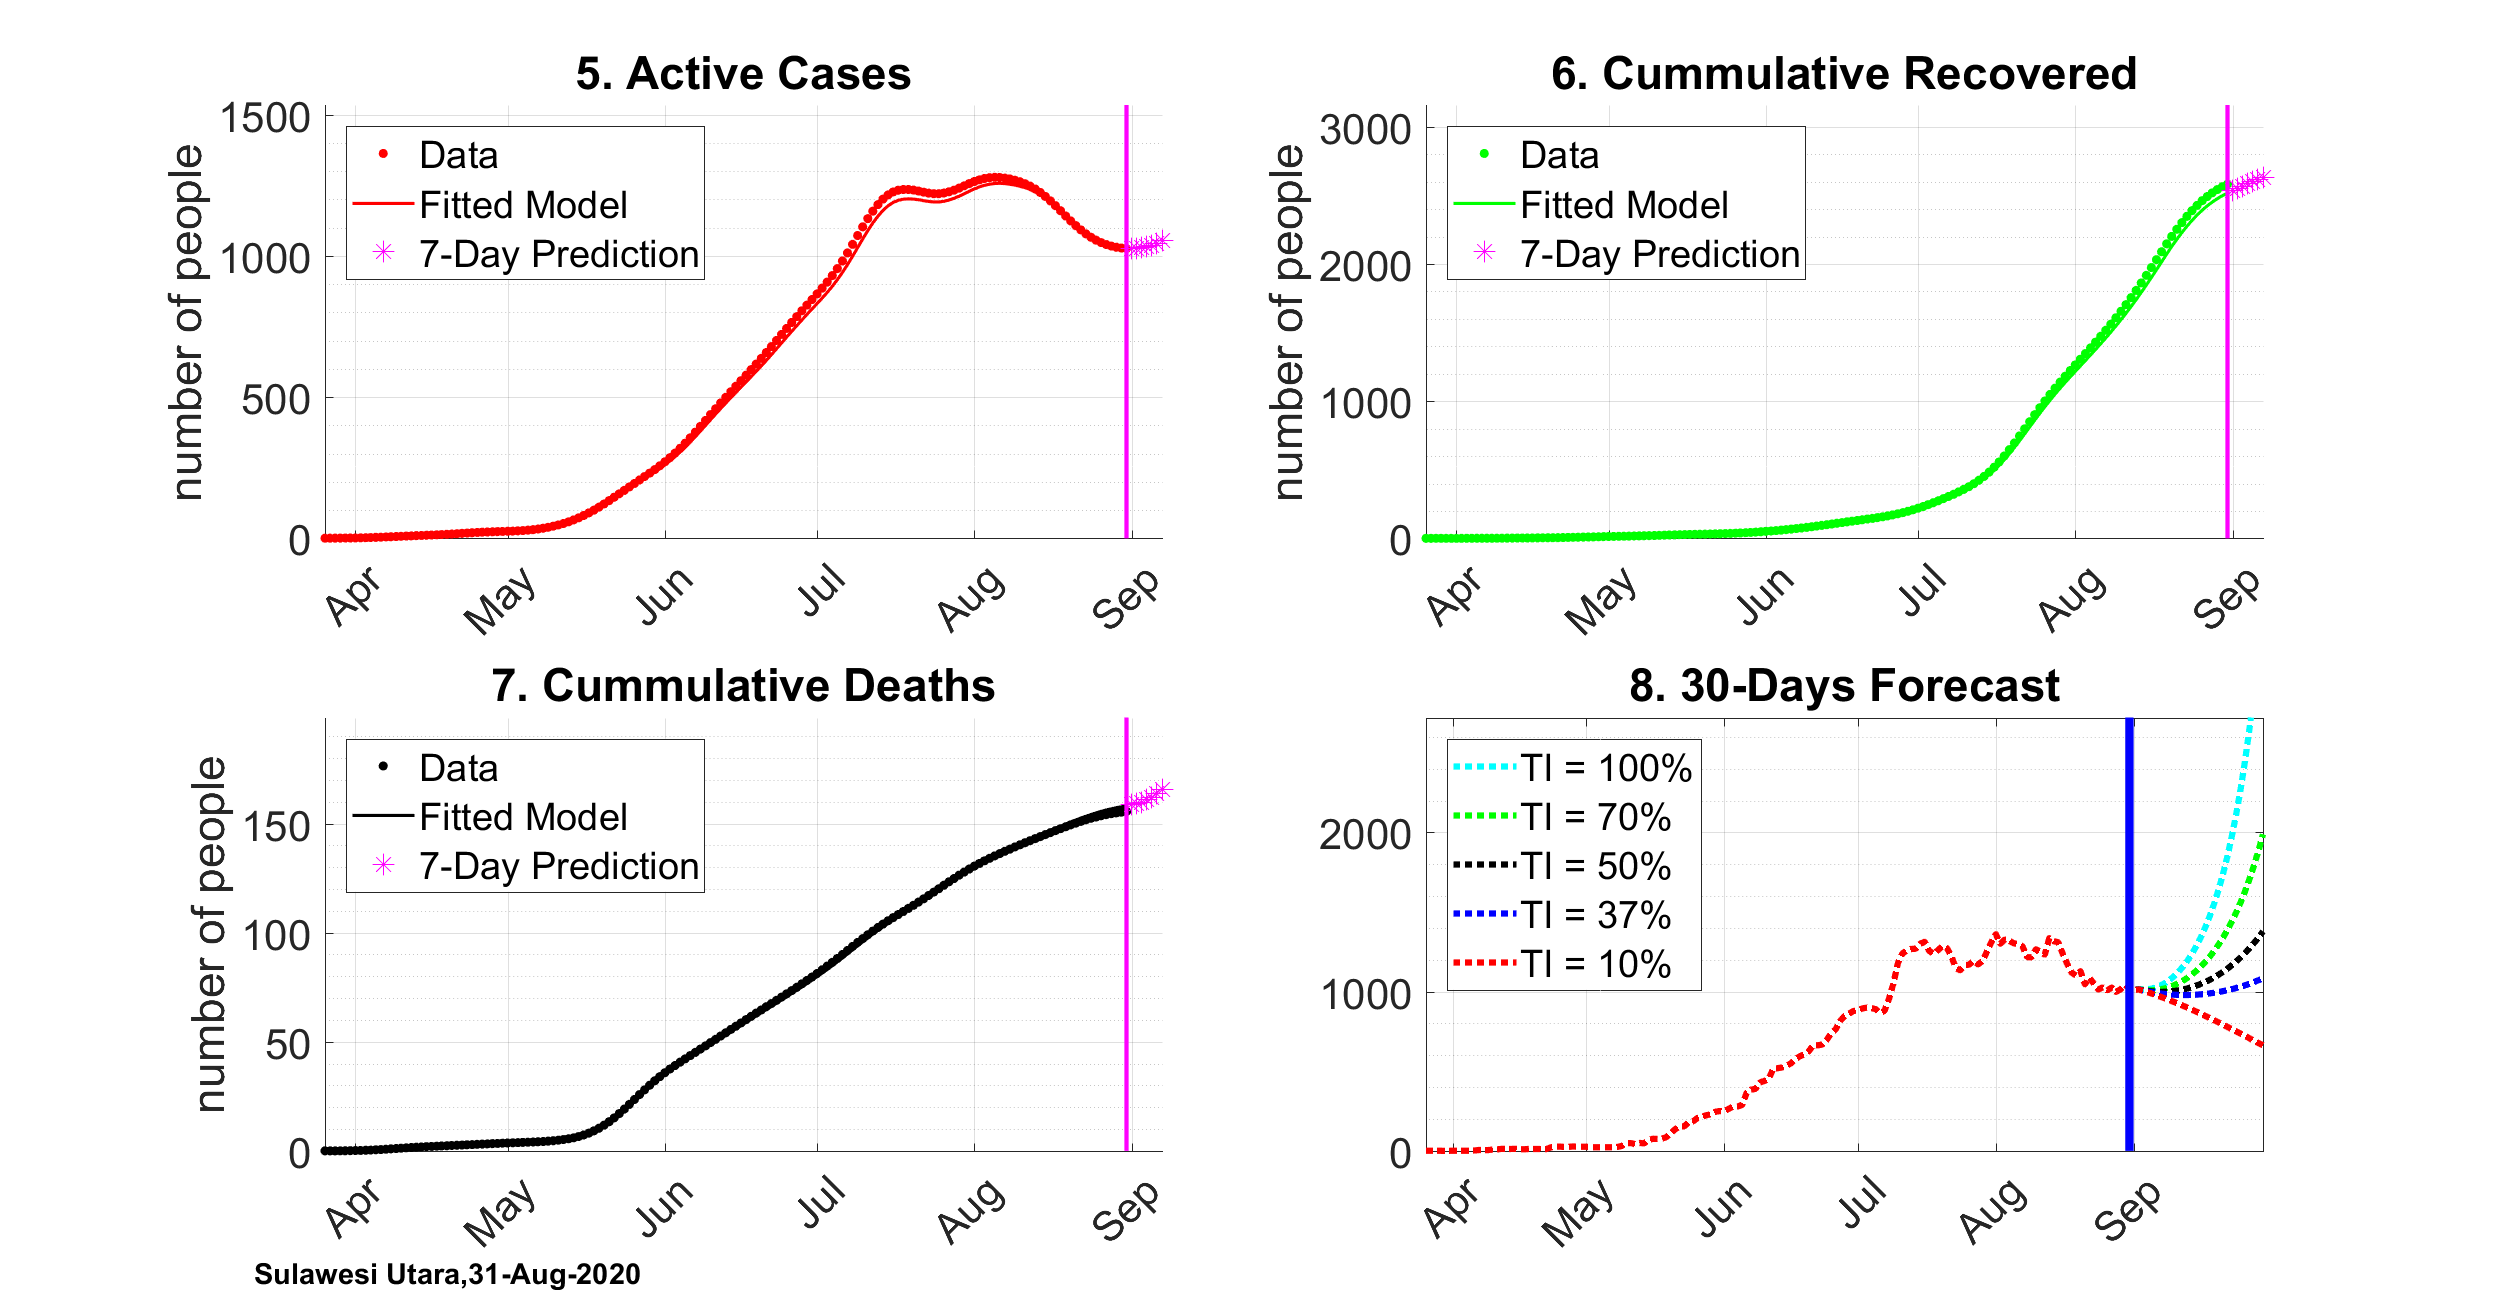 5. Active Cases
1500
1000
500
0
number of people
Data
Fitted Model
7-Day Prediction
Apr
May
Jun
Jul
Aug
Sep
6. Cummulative Recovered
3000
2000
1000
0
number of people
Data
Fitted Model
7-Day Prediction
Apr
May
Jun
Jul
Aug
Sep
7. Cummulative Deaths
150
100
50
0
number of people
Data
Fitted Model
7-Day Prediction
Apr
May
Jun
Jul
Aug
Sep
8. 30-Days Forecast
2000
1000
0
TI = 100%
TI = 70%
TI = 50%
TI = 37%
TI = 10%
Apr
May
Jun
Jul
Aug
Sep
Sulawesi Utara,31-Aug-2020